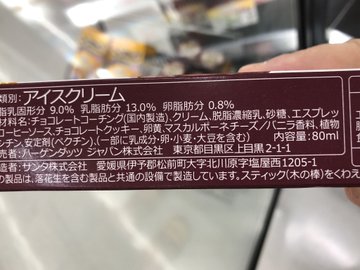 類別：アイスクリーム
脂乳固形分 9.0% 乳脂肪分 13.0% 卵脂肪分 0.8%
材料名：チョコレートコーチング(国内製造)、クリーム、脱脂濃縮乳、砂糖、エスプレッ
コーヒーソース、チョコレートクッキー、卵黄、マスカルポーネチーズ／バニラ香料、植物
シチン、安定剤(ペクチン)、(一部に乳成分・卵・小麦・大豆を含む) 内容量：80ml
売者：ハーゲンダッツ ジャパン株式会社 東京都目黒区上目黒2-1-1
造者：サンタ株式会社 愛媛県伊予郡松前町大字北川原字塩屋西1205-1
の製品は、落花生を含む製品と共通の設備で製造しています。スティック(木の棒)をくわえ